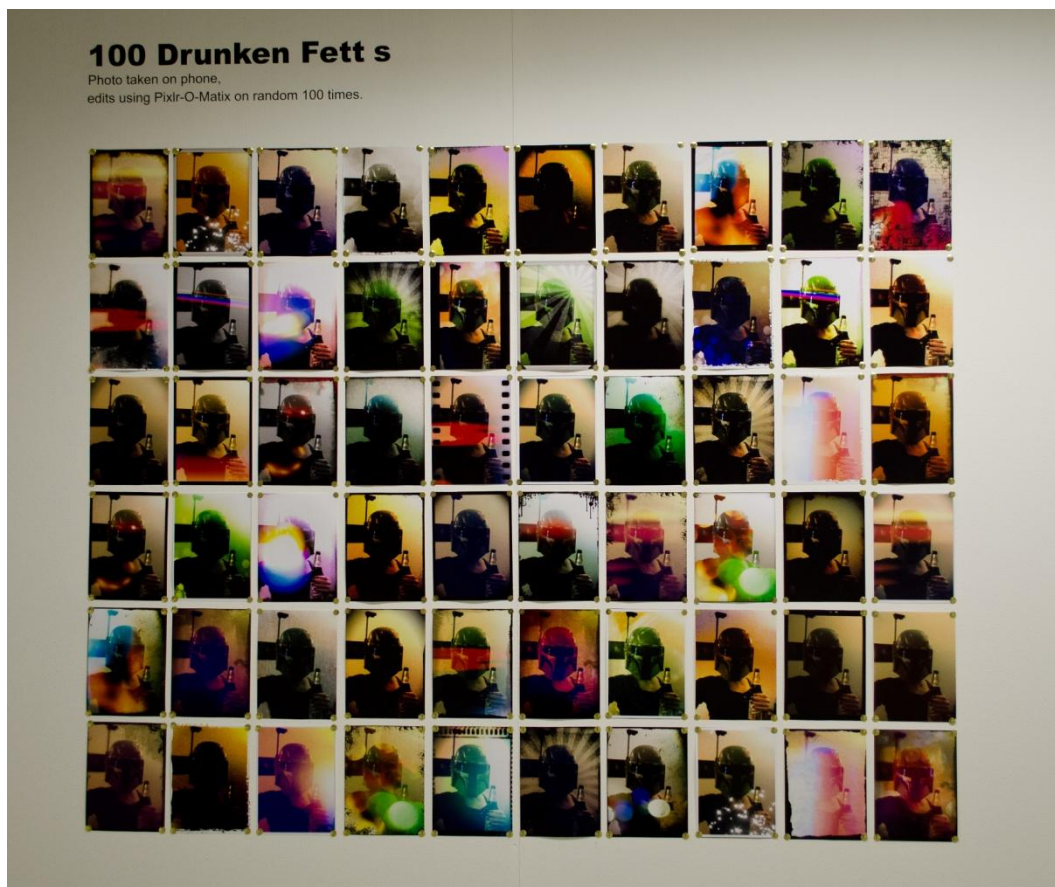 100 Drunken Fett s
Photo taken on phone,
edits using Pixlr-O-Matix on random 100 times.